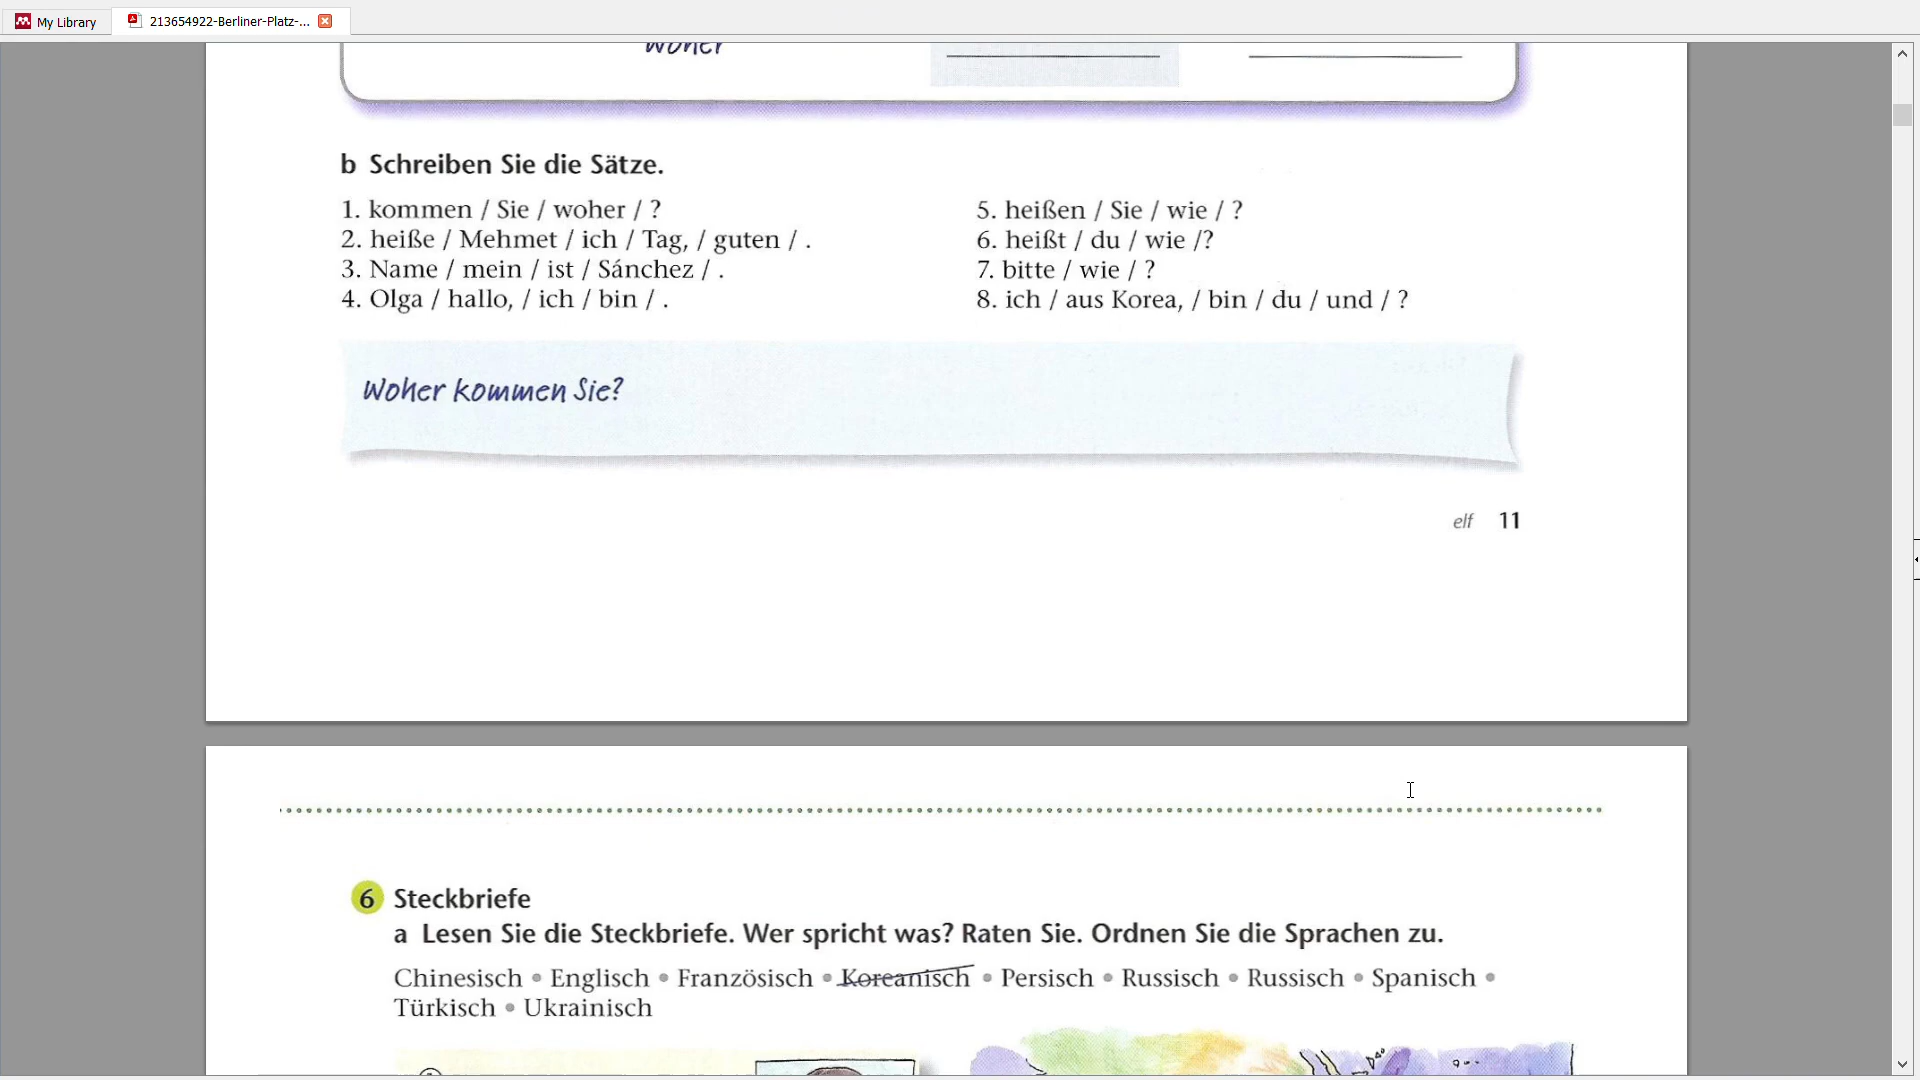 My Library
213654922-Berliner-Platz-...
woher
b Schreiben Sie die Sätze.
1. kommen / Sie / woher / ?
2. heiße / Mehmet / ich / Tag, / guten / .
3. Name / mein / ist / Sánchez / .
4. Olga / hallo, / ich / bin / .
5. heißen / Sie / wie / ?
6. heißt / du / wie /?
7. bitte / wie / ?
8. ich / aus Korea, / bin / du / und / ?
Woher kommen Sie?
elf 11
6 Steckbriefe
a Lesen Sie die Steckbriefe. Wer spricht was? Raten Sie. Ordnen Sie die Sprachen zu.
Chinesisch • Englisch • Französisch • Koreanisch • Persisch • Russisch • Russisch • Spanisch •
Türkisch • Ukrainisch